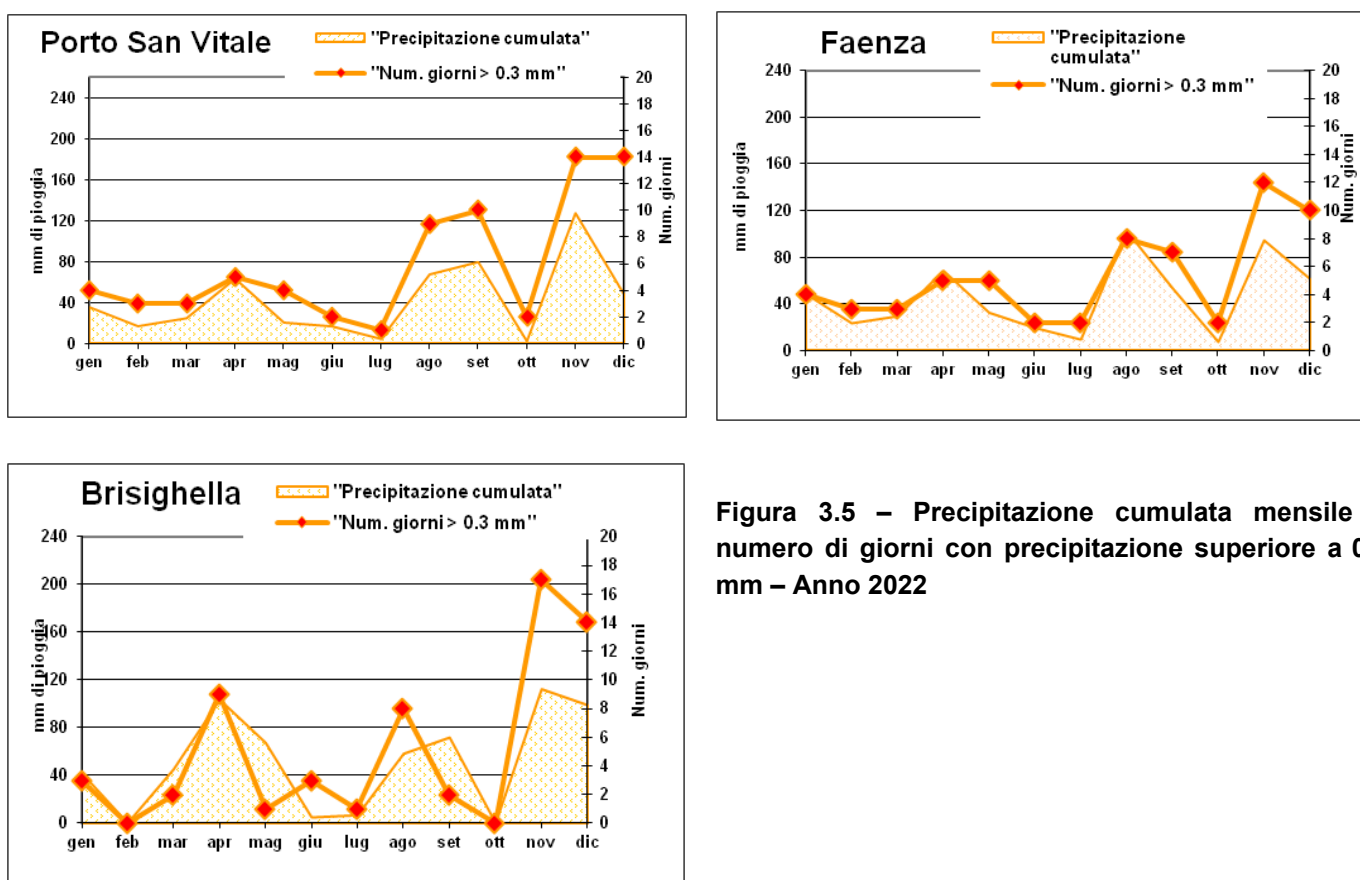 Porto San Vitale
"Precipitazione cumulata"
"Num. giorni > 0.3 mm"
mm di pioggia
240
200
160
120
80
40
0
20
18
16
14
12
10
8
6
4
2
0
Num. giorni
gen feb mar apr mag giu lug ago set ott nov dic
Faenza
"Precipitazione
cumulata"
"Num. giorni > 0.3 mm"
mm di pioggia
240
200
160
120
80
40
0
20
18
16
14
12
10
8
6
4
2
0
Num. giorni
gen feb mar apr mag giu lug ago set ott nov dic
Brisighella
"Precipitazione cumulata"
"Num. giorni > 0.3 mm"
mm di pioggia
240
200
160
120
80
40
0
20
18
16
14
12
10
8
6
4
2
0
Num. giorni
gen feb mar apr mag giu lug ago set ott nov dic
Figura 3.5 – Precipitazione cumulata mensile
numero di giorni con precipitazione superiore a
mm – Anno 2022